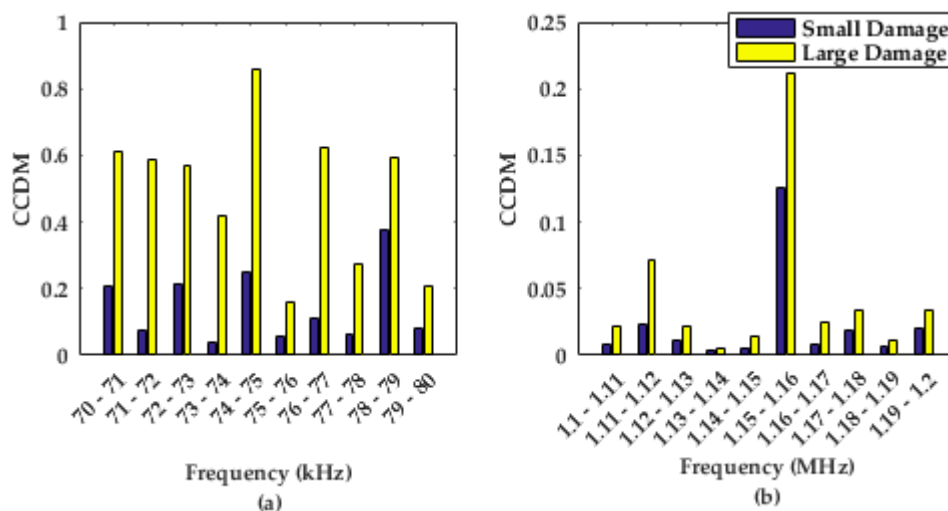 1
0.8
0.6
0.4
0.2
0
CCDM
70 - 71
71 - 72
72 - 73
73 - 74
74 - 75
75 - 76
76 - 77
77 - 78
78 - 79
79 - 80
Frequency (kHz)
(a)
0.25
0.2
0.15
0.1
0.05
0
CCDM
Small Damage
Large Damage
1.1 - 1.11
1.11 - 1.12
1.12 - 1.13
1.13 - 1.14
1.14 - 1.15
1.15 - 1.16
1.16 - 1.17
1.17 - 1.18
1.18 - 1.19
1.19 - 1.2
Frequency (MHz)
(b)